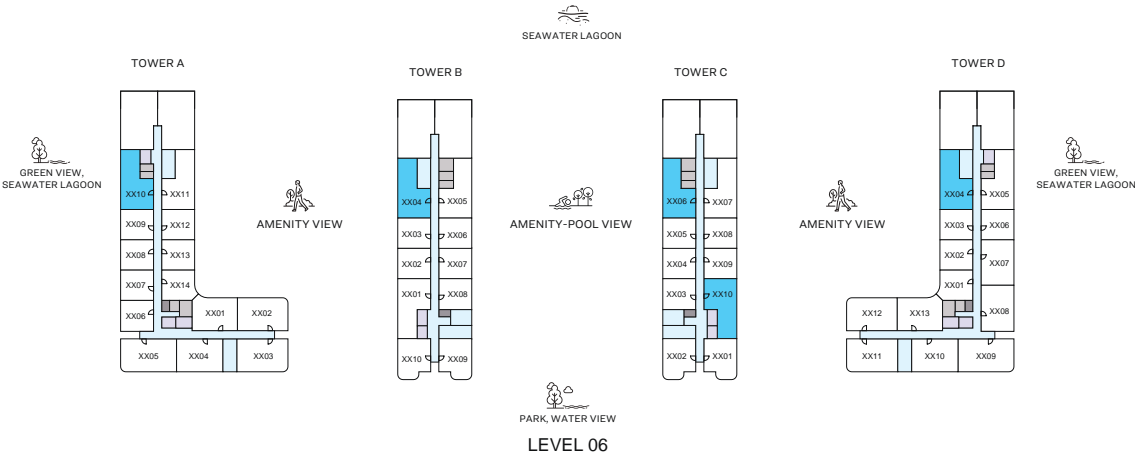 SEAWATER LAGOON
TOWER A
TOWER B
TOWER C
TOWER D
GREEN VIEW,
SEAWATER LAGOON
AMENITY VIEW
AMENITY-POOL VIEW
AMENITY VIEW
GREEN VIEW,
SEAWATER LAGOON
XX10 XX11
XX09 XX12
XX08 XX13
XX07 XX14
XX06 XX01 XX02
XX05 XX04 XX03
XX04 XX05
XX03 XX06
XX02 XX07
XX01 XX08
XX10 XX09
XX06 XX07
XX05 XX08
XX04 XX09
XX03 XX10
XX02 XX01
XX04 XX05
XX03 XX06
XX02 XX07
XX01
XX12 XX13 XX08
XX11 XX10 XX09
PARK, WATER VIEW
LEVEL 06